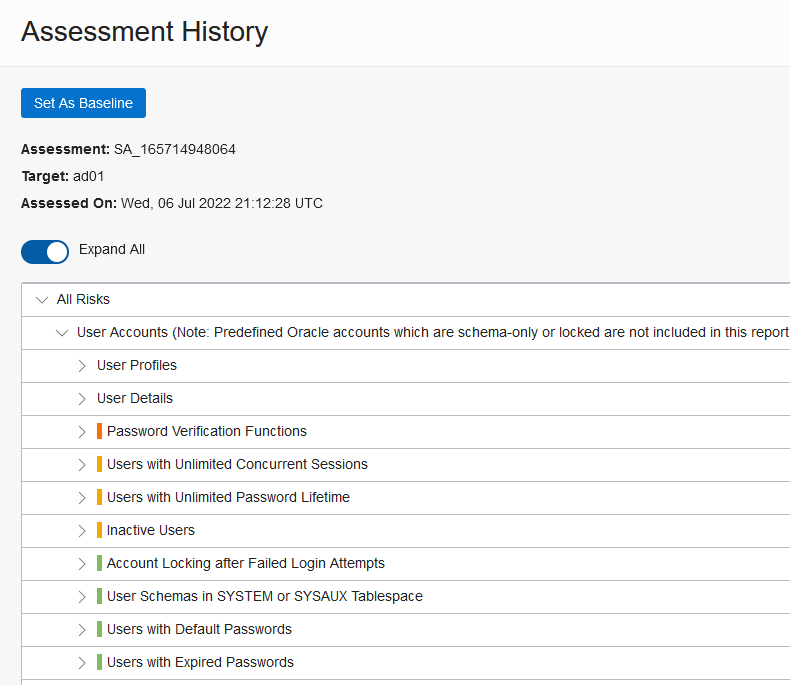 Assessment History
Set As Baseline
Assessment: SA_165714948064
Target: ad01
Assessed On: Wed, 06 Jul 2022 21:12:28 UTC
Expand All
All Risks
User Accounts (Note: Predefined Oracle accounts which are schema-only or locked are not included in this report
User Profiles
User Details
Password Verification Functions
Users with Unlimited Concurrent Sessions
Users with Unlimited Password Lifetime
Inactive Users
Account Locking after Failed Login Attempts
User Schemas in SYSTEM or SYSAUX Tablespace
Users with Default Passwords
Users with Expired Passwords